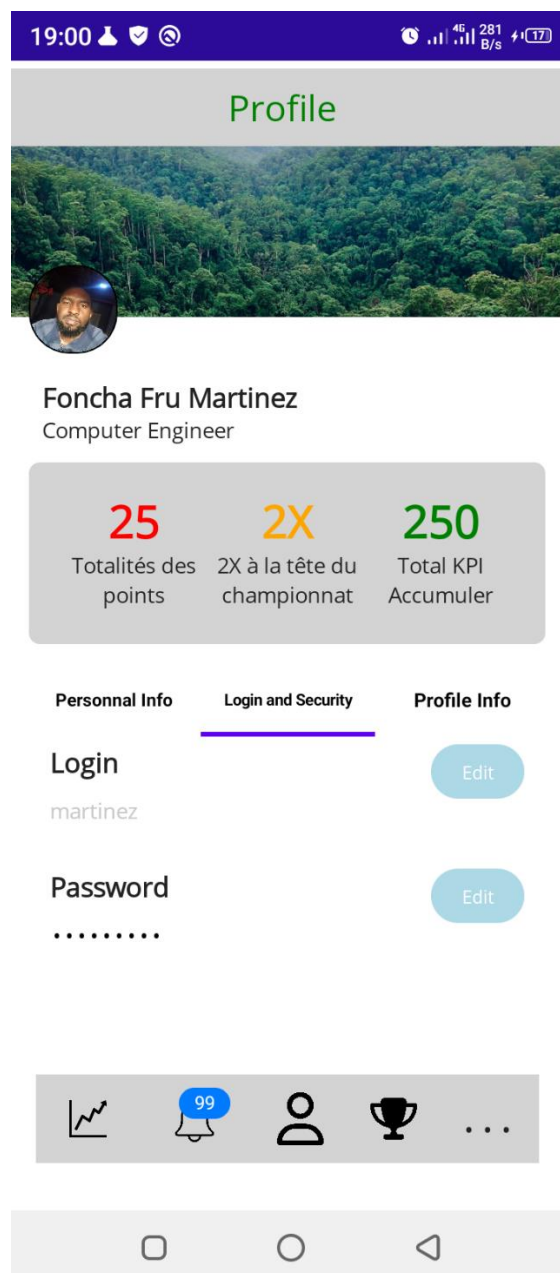 19:00 4G 281 B/s 17
Profile
Foncha Fru Martinez
Computer Engineer
25 2X 250
Totalités des 2X à la tête du Total KPI
points championnat Accumuler
Personnal Info Login and Security Profile Info
Login Edit
martinez
Password Edit
.........
99
...